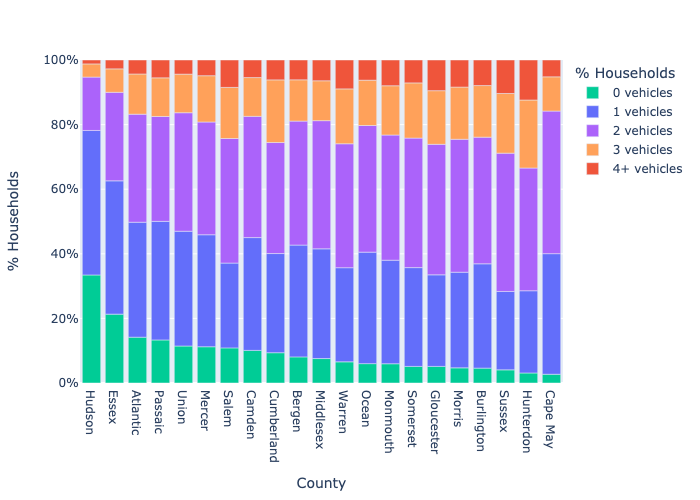 100%
80%
60%
40%
20%
0%
% Households
Hudson
Essex
Atlantic
Passaic
Union
Mercer
Salem
Camden
Cumberland
Bergen
Middlesex
Warren
Ocean
Monmouth
Somerset
Gloucester
Morris
Burlington
Sussex
Hunterdon
Cape May
County
% Households
0 vehicles
1 vehicles
2 vehicles
3 vehicles
4+ vehicles